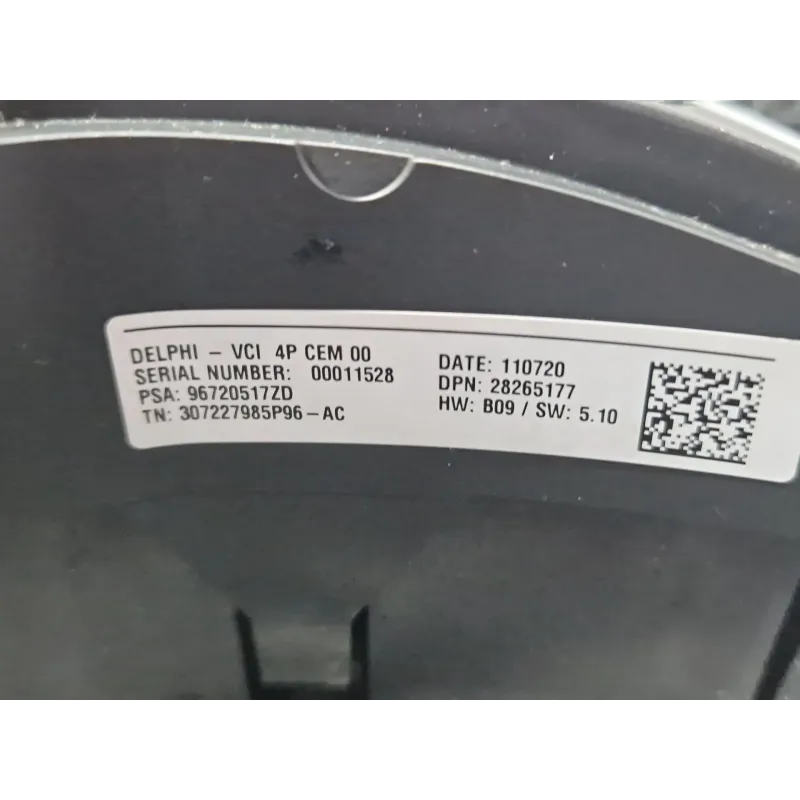 DELPHI - VCI 4P CEM 00
SERIAL NUMBER: 00011528
PSA: 96720517ZD
TN: 307227985P96-AC
DATE: 110720
DPN: 28265177
HW: B09 / SW: 5.10